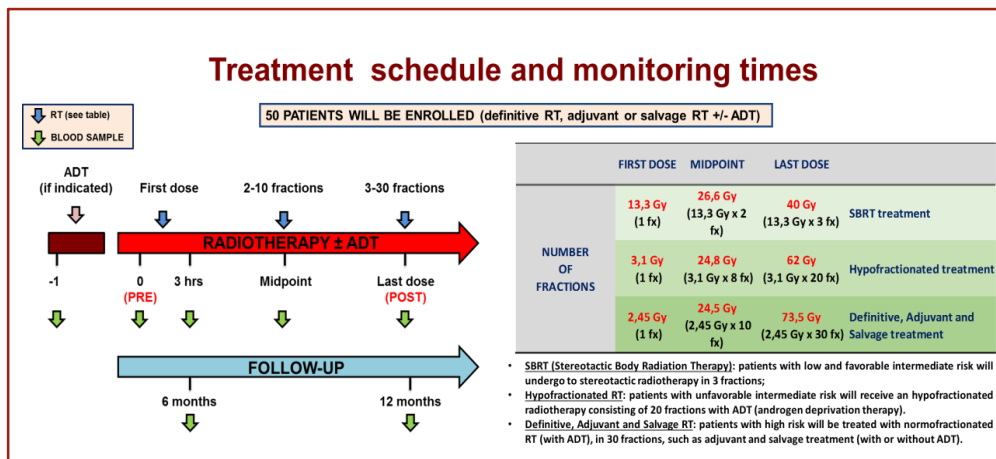 Treatment schedule and monitoring times
50 PATIENTS WILL BE ENROLLED (definitive RT, adjuvant or salvage RT +/- ADT)
RT (see table)
BLOOD SAMPLE
ADT
(if indicated)
First dose
2-10 fractions
3-30 fractions
RADIOTHERAPY ± ADT
-1
0
(PRE)
3 hrs
Midpoint
Last dose
(POST)
FOLLOW-UP
6 months
12 months
FIRST DOSE MIDPOINT LAST DOSE
NUMBER
OF
FRACTIONS
13,3 Gy
(1 fx)
26,6 Gy
(13,3 Gy x 2
fx)
40 Gy
(13,3 Gy x 3 fx)
SBRT treatment
3,1 Gy
(1 fx)
24,8 Gy
(3,1 Gy x 8 fx)
62 Gy
(3,1 Gy x 20 fx)
Hypofractionated treatment
2,45 Gy
(1 fx)
24,5 Gy
(2,45 Gy x 10
fx)
73,5 Gy
(2,45 Gy x 30 fx)
Definitive, Adjuvant and
Salvage treatment
• SBRT (Stereotactic Body Radiation Therapy): patients with low and favorable intermediate risk will
undergo to stereotactic radiotherapy in 3 fractions;
• Hypofractionated RT: patients with unfavorable intermediate risk will receive an hypofractionated
radiotherapy consisting of 20 fractions with ADT (androgen deprivation therapy).
• Definitive, Adjuvant and Salvage RT: patients with high risk will be treated with normofractionated
RT (with ADT), in 30 fractions, such as adjuvant and salvage treatment (with or without ADT).